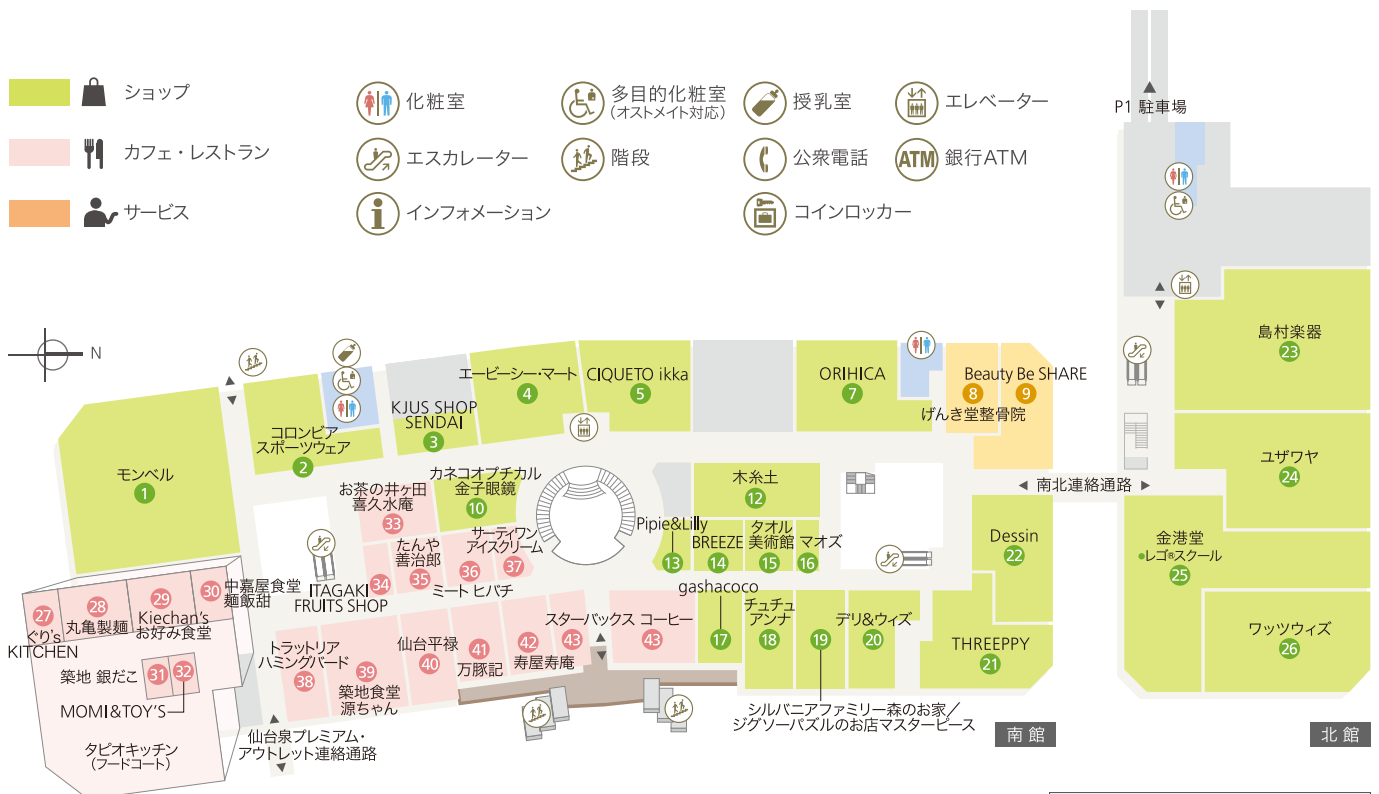 ショップ
カフェ・レストラン
サービス
化粧室
エスカレーター
インフォメーション
多目的化粧室
（オストメイト対応）
階段
授乳室
公衆電話
コインロッカー
エレベーター
ATM 銀行ATM
P1 駐車場
N
モンベル
1
コロンビア
スポーツウェア
2
KJUS SHOP
SENDAI
3
エービーシー・マート
4
CIQUETO ikka
5
ORIHICA
7
Beauty Be SHARE
8
9
げんき堂整骨院
島村楽器
23
ユザワヤ
24
南北連絡通路
カネコオプチカル
金子眼鏡
10
木糸土
12
Pipie&Lilly
13
BREEZE
14
タオル
美術館
15
マオズ
16
gashacoco
17
チュチュ
アンナ
18
19
デリ&ウィズ
20
THREEPPY
21
Dessin
22
金港堂
レゴ®スクール
25
ワッツウィズ
26
お茶の井ヶ田
喜久水庵
33
ITAGAKI
FRUITS SHOP
34
たんや
善治郎
35
36
ミート ヒバチ
サーティワン
アイスクリーム
37
27
ぐり's
KITCHEN
28
丸亀製麺
29
Kiechan's
お好み食堂
30
中嘉屋食堂
麺飯甜
築地 銀だこ
31
32
MOMI&TOY'S
タピオキッチン
（フードコート）
トラットリア
ハミングバード
38
39
築地食堂
源ちゃん
仙台平禄
40
41
万豚記
42
寿屋寿庵
43
スターバックス コーヒー
43
仙台泉プレミアム・
アウトレット連絡通路
シルバニアファミリー森のお家／
ジグソーパズルのお店マスターピース
南館
北館